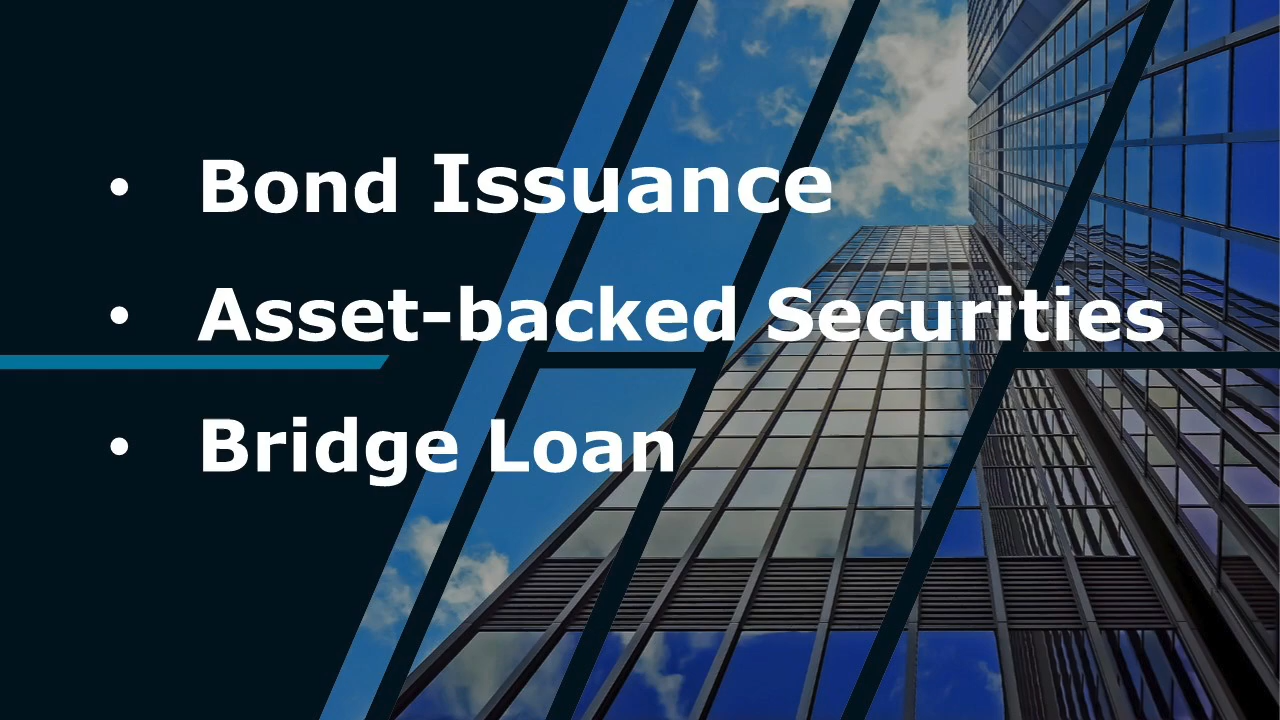 • Bond Issuance
• Asset-backed Securities
• Bridge Loan